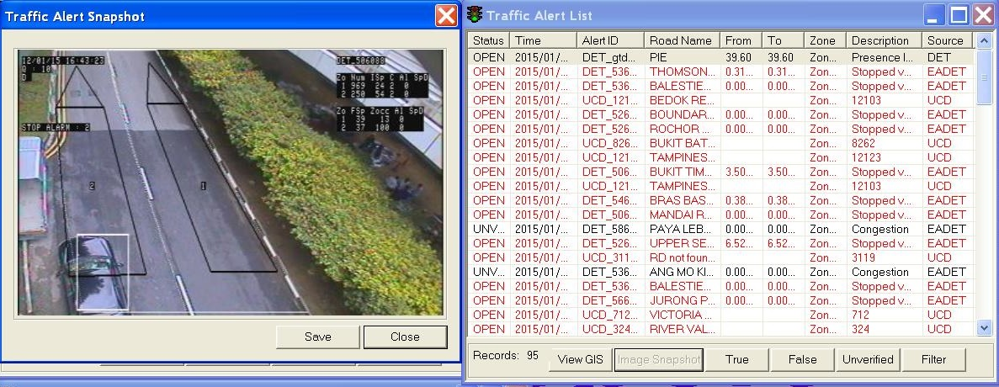 Traffic Alert Snapshot
12/01/15 16:43:23
DET_506088
Zo Num ISp C Al SpD
1 969 24 2 0
2 250 54 2 0
Zo FSp Zocc Al SpD
1 39 13 0
2 37 100 0
STOP ALARM : 2
2 1
Save Close
Traffic Alert List
Status Time Alert ID Road Name From To Zone Description Source
OPEN 2015/01/... DET_gtd... PIE 39.60 39.60 Zon... Presence I... DET
OPEN 2015/01/... DET_536... THOMSON... 0.31... 0.31... Zon... Stopped v... EADET
OPEN 2015/01/... DET_536... BALESTIE... 0.00... 0.00... Zon... Stopped v... EADET
OPEN 2015/01/... UCD_121... BEDOK RE... Zon... 12103 UCD
OPEN 2015/01/... DET_526... BOUNDAR... 0.00... 0.00... Zon... Stopped v... EADET
OPEN 2015/01/... DET_526... ROCHOR ... 0.00... 0.00... Zon... Stopped v... EADET
OPEN 2015/01/... UCD_826... BUKIT BAT... Zon... 8262 UCD
OPEN 2015/01/... UCD_121... TAMPINES... Zon... 12123 UCD
OPEN 2015/01/... DET_506... BUKIT TIM... 3.50... 3.50... Zon... Stopped v... EADET
OPEN 2015/01/... UCD_121... TAMPINES... Zon... 12103 UCD
OPEN 2015/01/... DET_546... BRAS BAS... 0.38... 0.38... Zon... Stopped v... EADET
OPEN 2015/01/... DET_506... MANDAI R... Zon... Stopped v... EADET
UNV... 2015/01/... DET_586... PAYA LEB... 0.00... 0.00... Zon... Congestion EADET
OPEN 2015/01/... DET_526... UPPER SE... 6.52... 6.52... Zon... Stopped v... EADET
OPEN 2015/01/... UCD_311... RD not foun... Zon... 3119 UCD
UNV... 2015/01/... DET_536... ANG MO KI... 0.00... 0.00... Zon... Congestion EADET
OPEN 2015/01/... DET_536... BALESTIE... 0.00... 0.00... Zon... Stopped v... EADET
OPEN 2015/01/... DET_566... JURONG P... 0.00... 0.00... Zon... Stopped v... EADET
OPEN 2015/01/... UCD_712... VICTORIA ... Zon... 712 UCD
OPEN 2015/01/... UCD_324... RIVER VAL... Zon... 324 UCD
Records: 95 View GIS Image Snapshot True False Unverified Filter